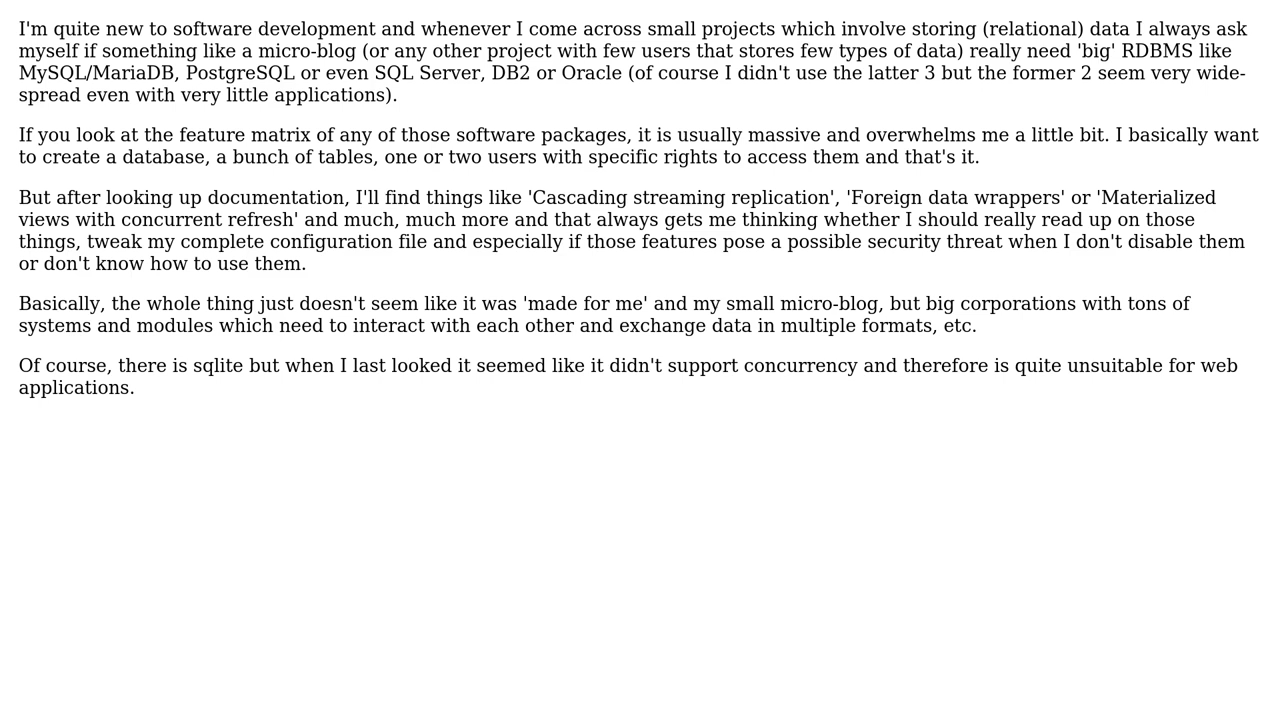 I'm quite new to software development and whenever I come across small projects which involve storing (relational) data I always ask
myself if something like a micro-blog (or any other project with few users that stores few types of data) really need 'big' RDBMS like
MySQL/MariaDB, PostgreSQL or even SQL Server, DB2 or Oracle (of course I didn't use the latter 3 but the former 2 seem very wide-
spread even with very little applications).
If you look at the feature matrix of any of those software packages, it is usually massive and overwhelms me a little bit. I basically want
to create a database, a bunch of tables, one or two users with specific rights to access them and that's it.
But after looking up documentation, I'll find things like 'Cascading streaming replication', 'Foreign data wrappers' or 'Materialized
views with concurrent refresh' and much, much more and that always gets me thinking whether I should really read up on those
things, tweak my complete configuration file and especially if those features pose a possible security threat when I don't disable them
or don't know how to use them.
Basically, the whole thing just doesn't seem like it was 'made for me' and my small micro-blog, but big corporations with tons of
systems and modules which need to interact with each other and exchange data in multiple formats, etc.
Of course, there is sqlite but when I last looked it seemed like it didn't support concurrency and therefore is quite unsuitable for web
applications.